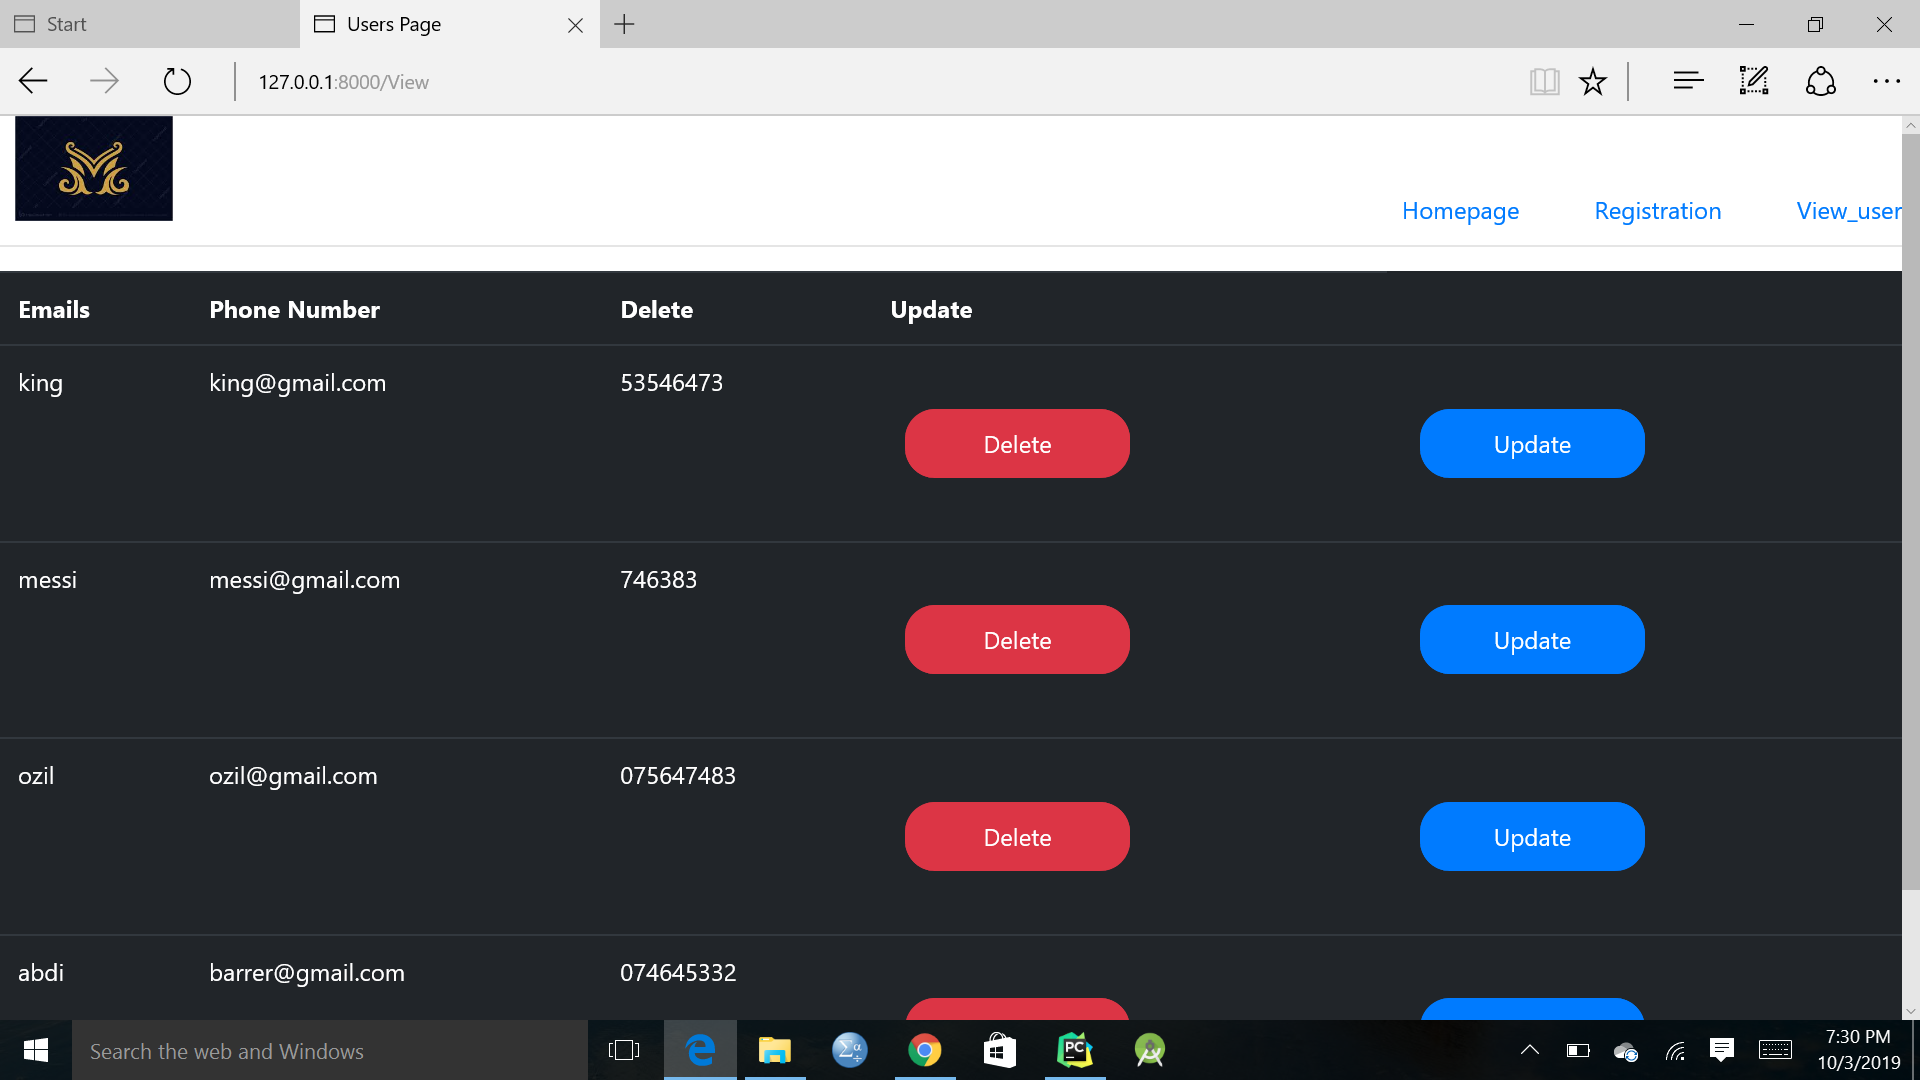 Start
Users Page
127.0.0.1:8000/View
Homepage Registration View_user
Emails Phone Number Delete Update
king king@gmail.com 53546473
Delete Update
messi messi@gmail.com 746383
Delete Update
ozil ozil@gmail.com 075647483
Delete Update
abdi barrer@gmail.com 074645332
Search the web and Windows
PC
7:30 PM
10/3/2019